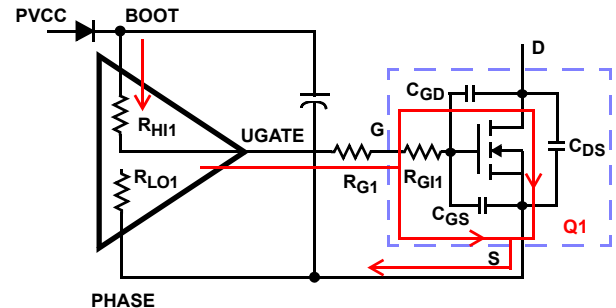 PVCC
BOOT
D
CGD
RHI1
UGATE
G
CDS
RLO1
RG1
RGI1
CGS
Q1
S
PHASE